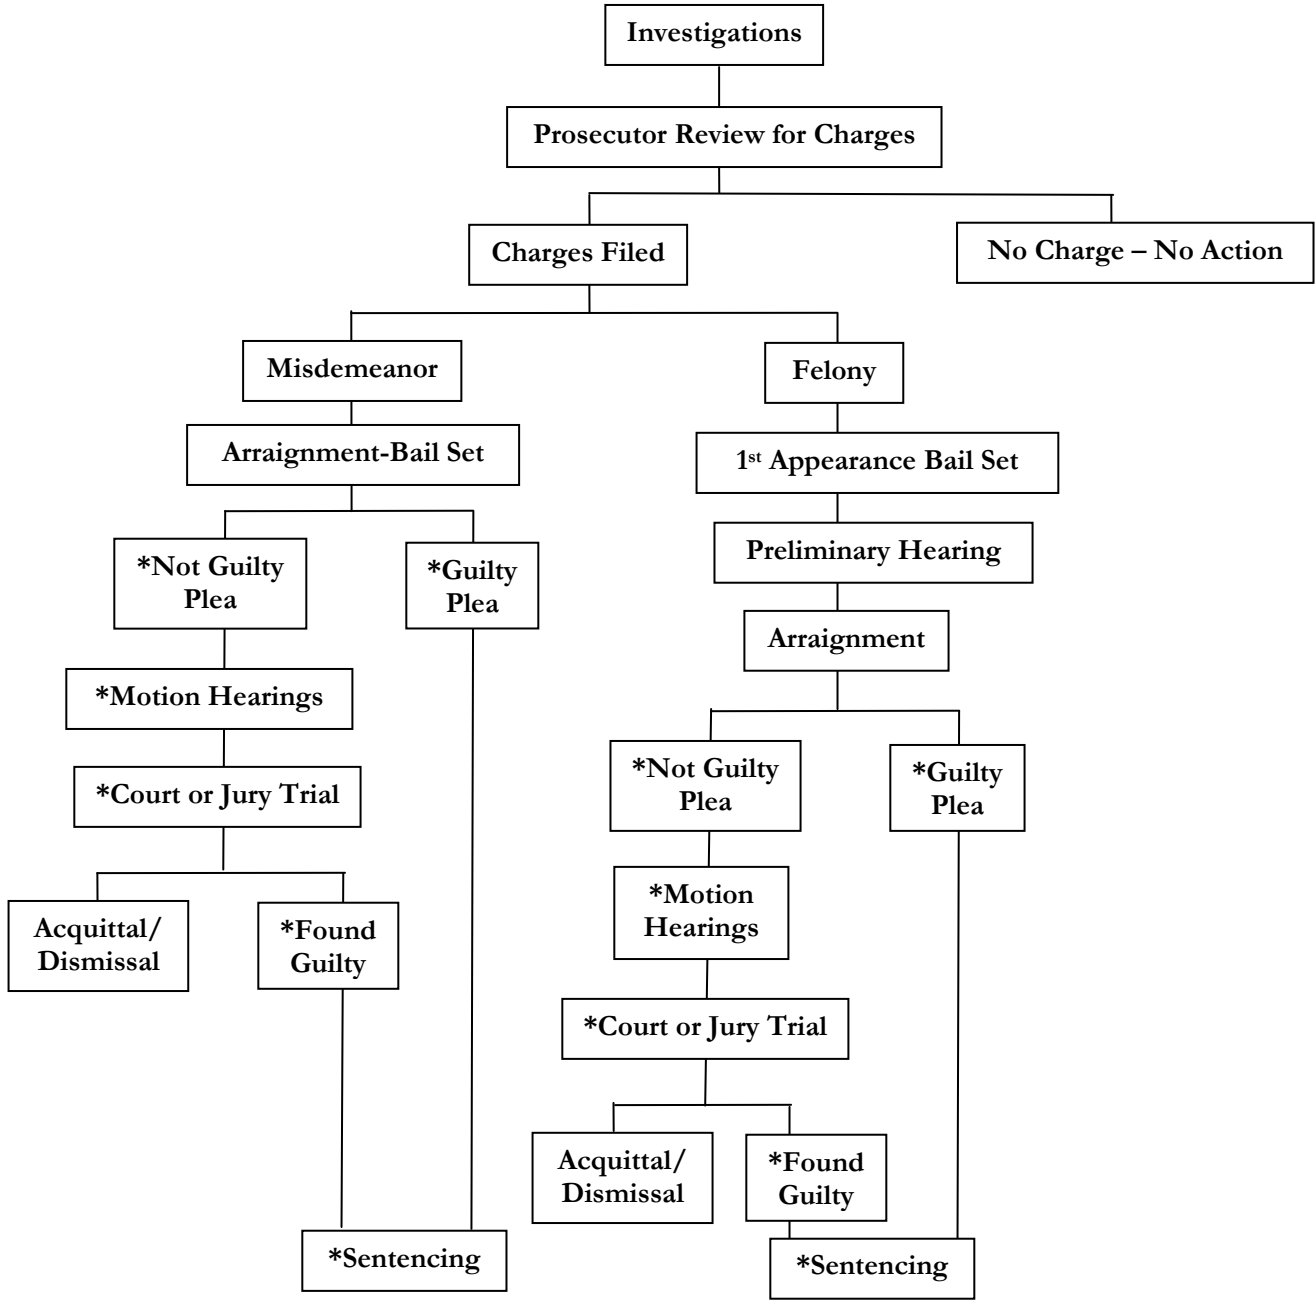 Investigations
Prosecutor Review for Charges
Charges Filed
No Charge – No Action
Misdemeanor
Felony
Arraignment-Bail Set
1st Appearance Bail Set
*Not Guilty
Plea
*Guilty
Plea
Preliminary Hearing
Arraignment
*Motion Hearings
*Not Guilty
Plea
*Guilty
Plea
*Court or Jury Trial
*Motion
Hearings
Acquittal/
Dismissal
*Found
Guilty
*Court or Jury Trial
Acquittal/
Dismissal
*Found
Guilty
*Sentencing
*Sentencing